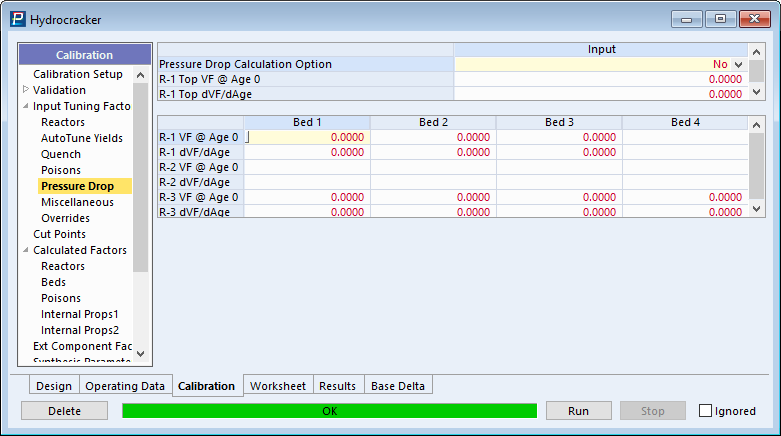 Hydrocracker
Calibration
Calibration Setup
Validation
Input Tuning Facto
Reactors
AutoTune Yields
Quench
Poisons
Pressure Drop
Miscellaneous
Overrides
Cut Points
Calculated Factors
Reactors
Beds
Poisons
Internal Props1
Internal Props2
Ext Component Fac
Synthesis Paramete
Input
Pressure Drop Calculation Option No
R-1 Top VF @ Age 0 0.0000
R-1 Top dVF/dAge 0.0000
Bed 1 Bed 2 Bed 3 Bed 4
R-1 VF @ Age 0 0.0000 0.0000 0.0000
R-1 dVF/dAge 0.0000 0.0000 0.0000
R-2 VF @ Age 0
R-2 dVF/dAge
R-3 VF @ Age 0 0.0000 0.0000 0.0000 0.0000
R-3 dVF/dAge 0.0000 0.0000 0.0000 0.0000
Design Operating Data Calibration Worksheet Results Base Delta
Delete OK Run Stop Ignored